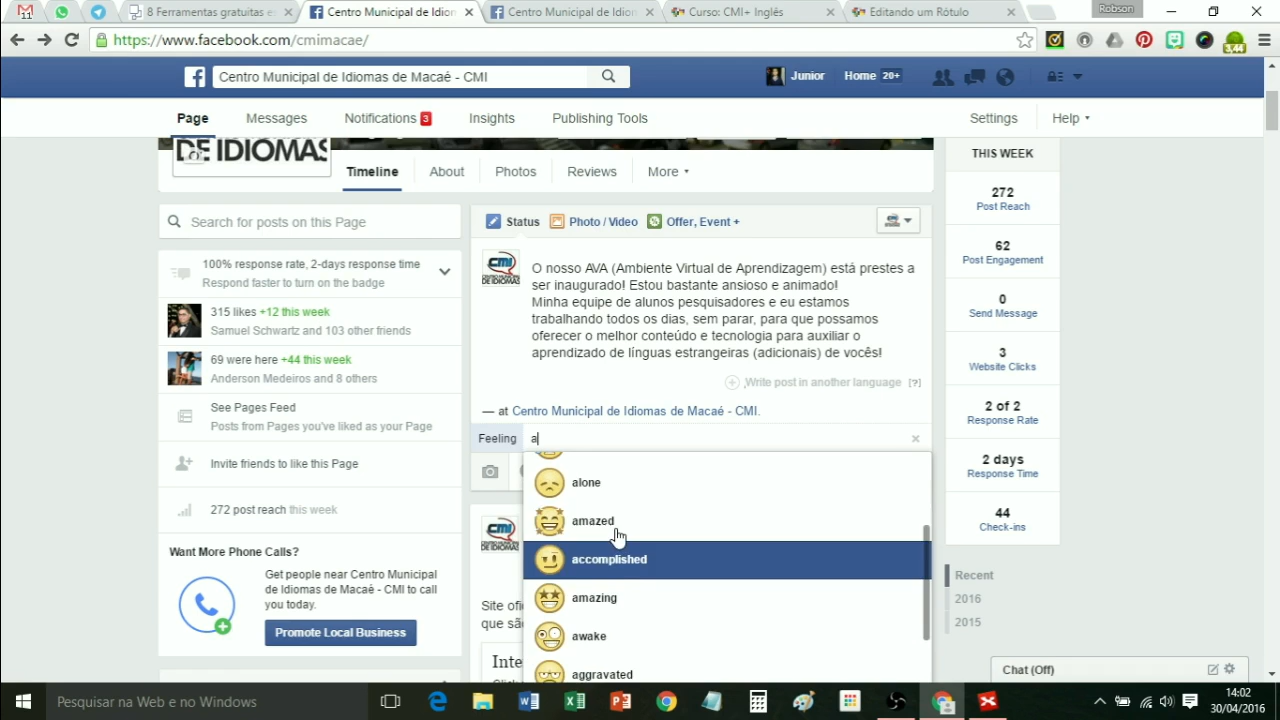 8 Ferramentas gratuitas e
Centro Municipal de Idiom
Centro Municipal de Idiom
Curso: CMI+ Inglês
Editando um Rótulo
Robson
https://www.facebook.com/cmimacae/
3,44
Centro Municipal de Idiomas de Macaé - CMI
Junior
Home 20+
Page
Messages
Notifications 3
Insights
Publishing Tools
Settings
Help
DE IDIOMAS
Timeline
About
Photos
Reviews
More
THIS WEEK
272
Post Reach
62
Post Engagement
0
Send Message
3
Website Clicks
2 of 2
Response Rate
2 days
Response Time
44
Check-ins
Recent
2016
2015
Search for posts on this Page
100% response rate, 2-days response time
Respond faster to turn on the badge
315 likes +12 this week
Samuel Schwartz and 103 other friends
69 were here +44 this week
Anderson Medeiros and 8 others
See Pages Feed
Posts from Pages you've liked as your Page
Invite friends to like this Page
272 post reach this week
Want More Phone Calls?
Get people near Centro Municipal
de Idiomas de Macaé - CMI to call
you today.
Promote Local Business
Status
Photo / Video
Offer, Event +
CMI
O nosso AVA (Ambiente Virtual de Aprendizagem) está prestes a
ser inaugurado! Estou bastante ansioso e animado!
Minha equipe de alunos pesquisadores e eu estamos
trabalhando todos os dias, sem parar, para que possamos
oferecer o melhor conteúdo e tecnologia para auxiliar o
aprendizado de línguas estrangeiras (adicionais) de vocês!
Write post in another language [?]
— at Centro Municipal de Idiomas de Macaé - CMI.
Feeling
a
alone
amazed
accomplished
amazing
awake
aggravated
CMI
DE IDIOMAS
Site ofi
que são
Inte
Chat (Off)
Pesquisar na Web e no Windows
14:02
30/04/2016